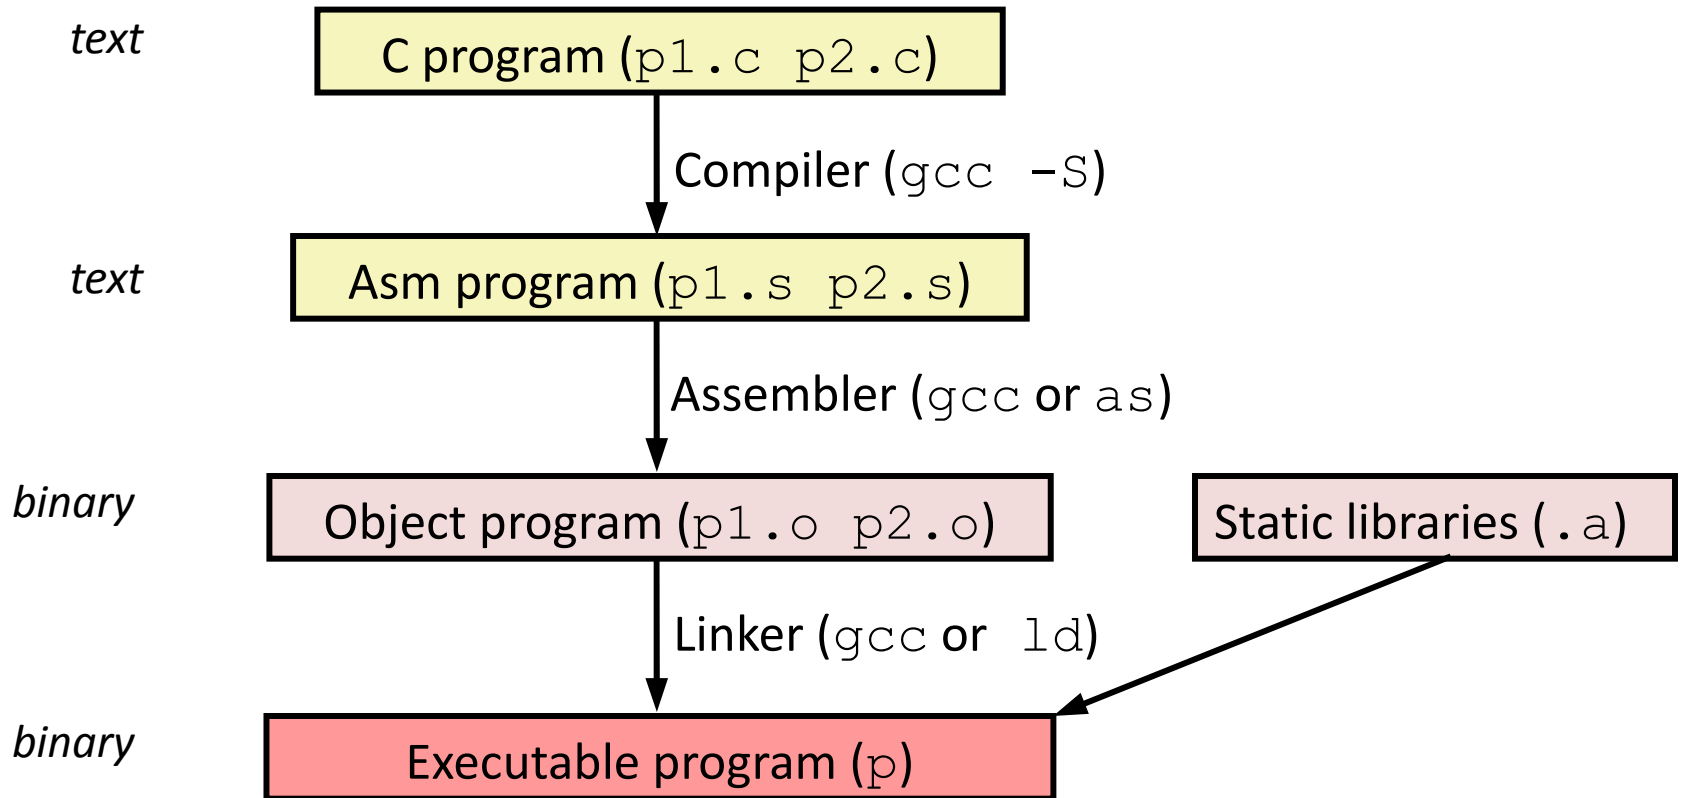 text
C program (p1.c p2.c)
Compiler (gcc -S)
text
Asm program (p1.s p2.s)
Assembler (gcc or as)
binary
Object program (p1.o p2.o)
Static libraries (.a)
Linker (gcc or ld)
binary
Executable program (p)